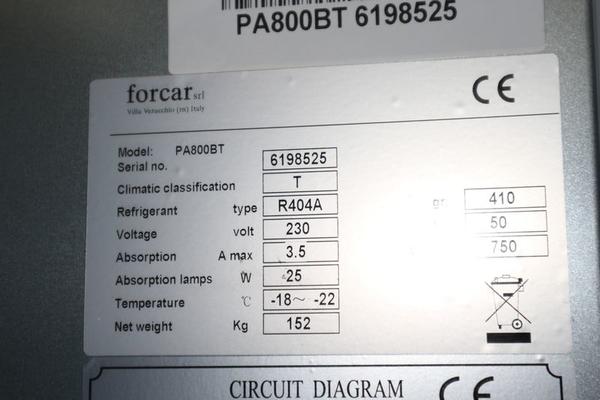 PA800BT 6198525
forcar srl
Villa Verucchio (rn) Italy
CE
Model: PA800BT
Serial no. 6198525
Climatic classification T
Refrigerant type R404A gr 410
Voltage volt 230 50
Absorption A max 3.5 750
Absorption lamps W 25
Temperature °C -18~ -22
Net weight Kg 152
CIRCUIT DIAGRAM CE